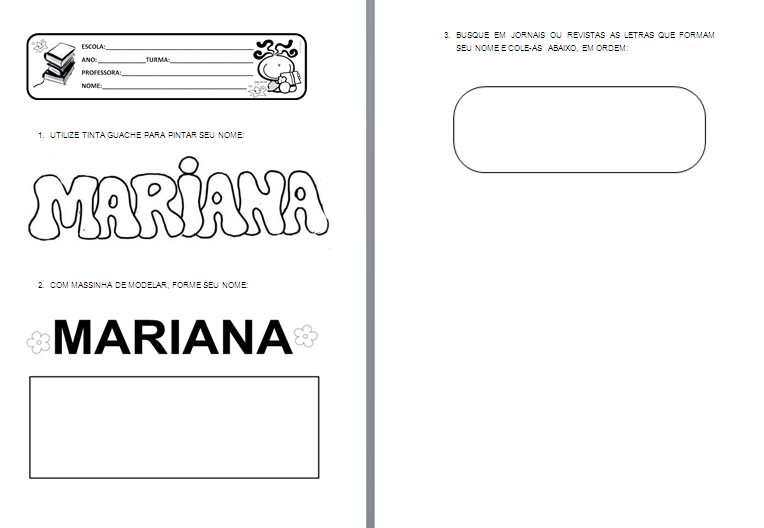 ESCOLA:
ANO: TURMA:
PROFESSORA:
NOME:
1. UTILIZE TINTA GUACHE PARA PINTAR SEU NOME:
MARIANA
2. COM MASSINHA DE MODELAR, FORME SEU NOME:
MARIANA
3. BUSQUE EM JORNAIS OU REVISTAS AS LETRAS QUE FORMAM
SEU NOME E COLE-AS ABAIXO, EM ORDEM: